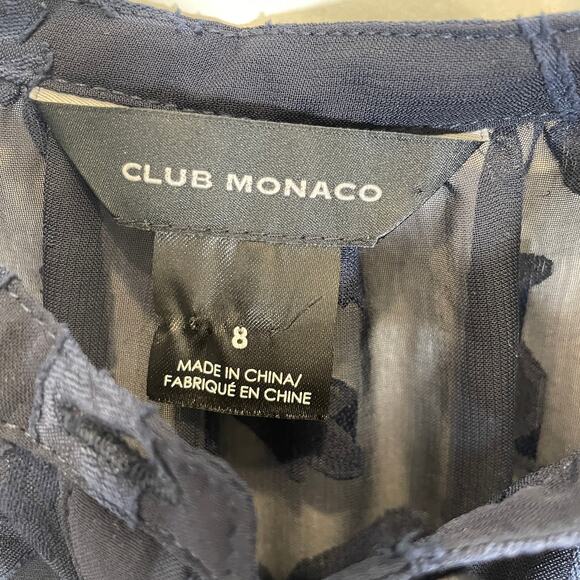 CLUB MONACO
8
MADE IN CHINA/
FABRIQUÉ EN CHINE